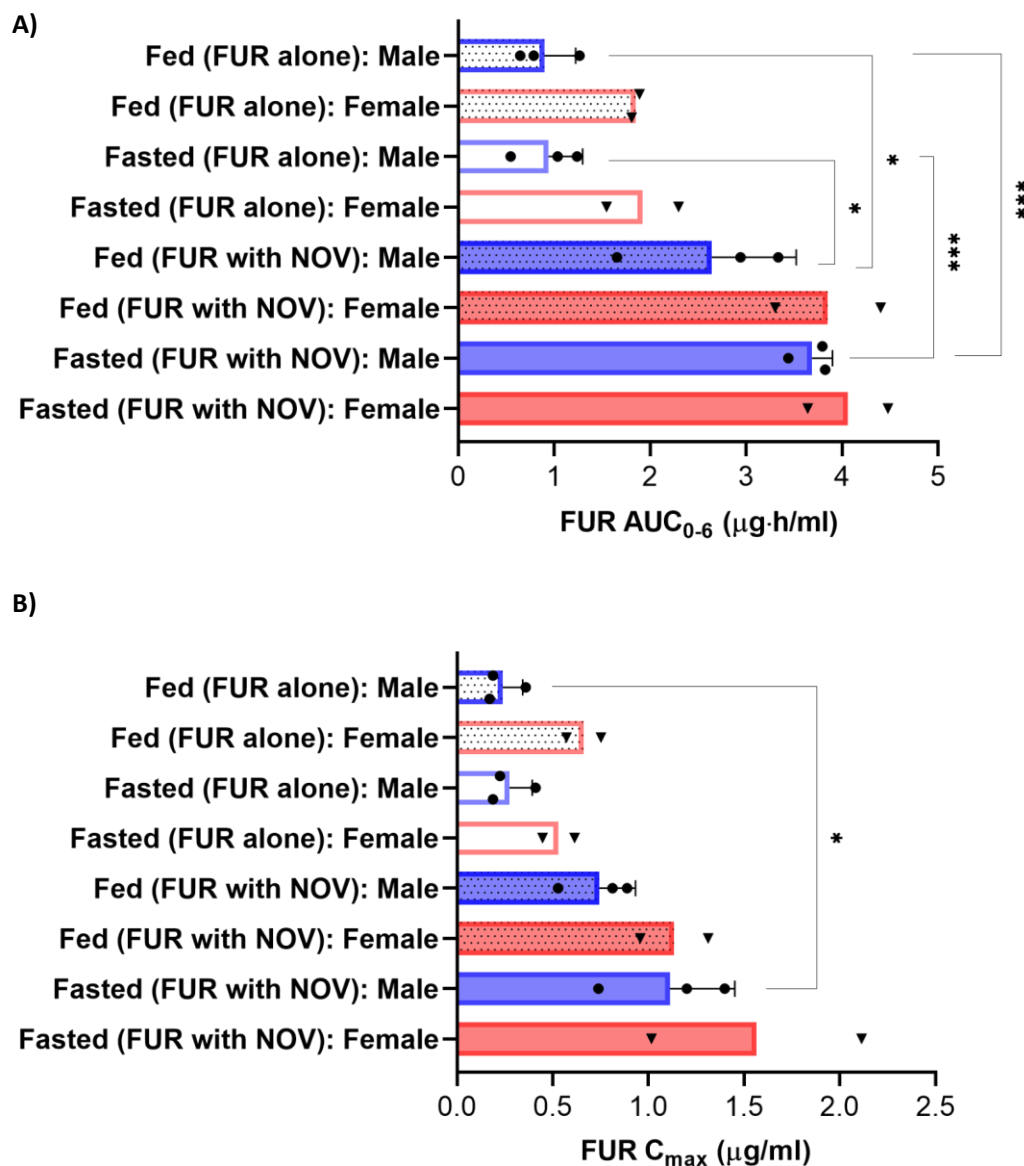 A)
Fed (FUR alone): Male
Fed (FUR alone): Female
Fasted (FUR alone): Male
Fasted (FUR alone): Female
Fed (FUR with NOV): Male
Fed (FUR with NOV): Female
Fasted (FUR with NOV): Male
Fasted (FUR with NOV): Female
*
*
***
***
0 1 2 3 4 5
FUR AUC0-6 (μg·h/ml)
B)
Fed (FUR alone): Male
Fed (FUR alone): Female
Fasted (FUR alone): Male
Fasted (FUR alone): Female
Fed (FUR with NOV): Male
Fed (FUR with NOV): Female
Fasted (FUR with NOV): Male
Fasted (FUR with NOV): Female
*
0.0 0.5 1.0 1.5 2.0 2.5
FUR Cmax (μg/ml)